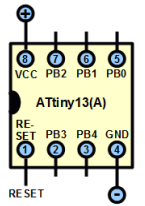 +
8 7 6 5
VCC PB2 PB1 PB0
ATtiny13(A)
RE-
SET PB3 PB4 GND
1 2 3 4
RESET -